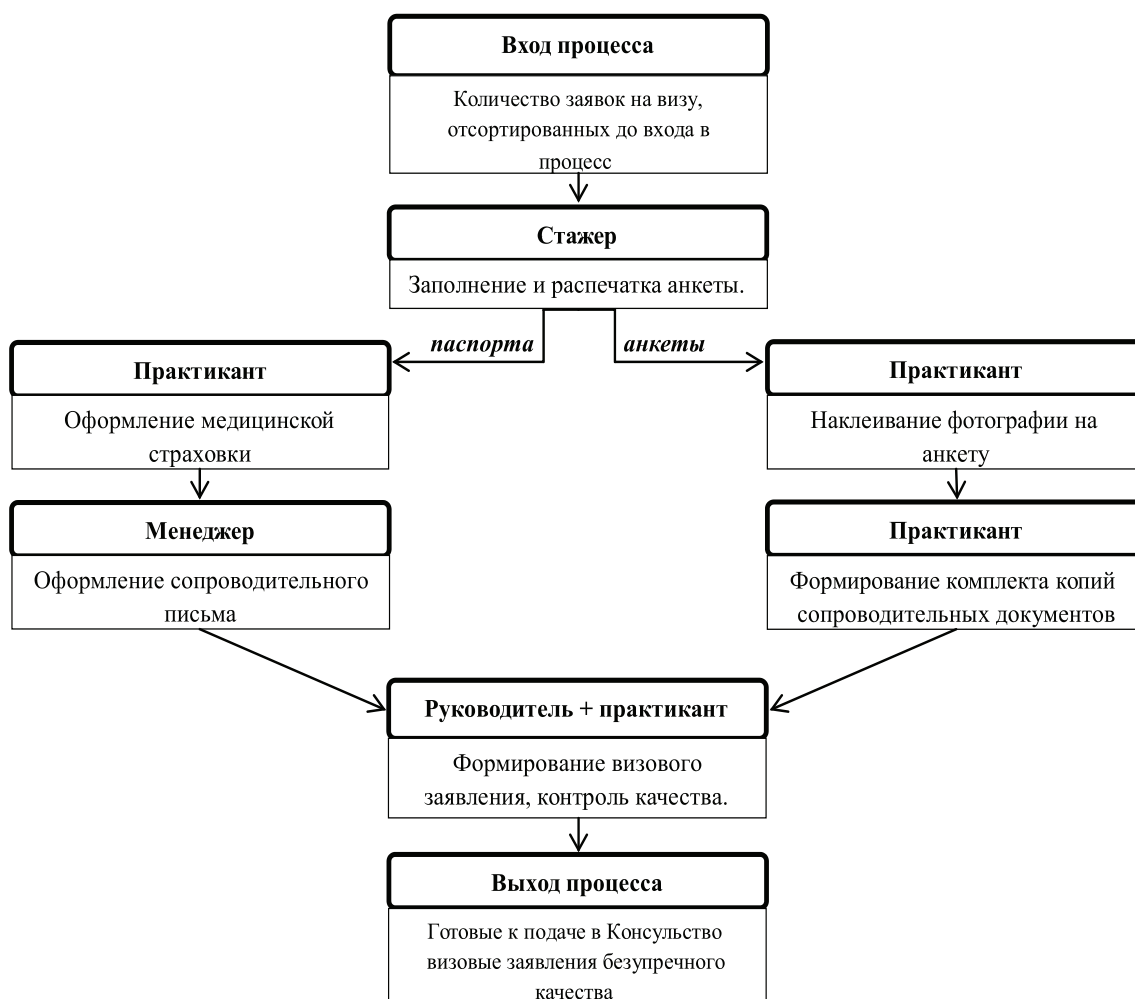 Вход процесса
Количество заявок на визу,
отсортированных до входа в
процесс
Стажер
Заполнение и распечатка анкеты.
паспорта
анкеты
Практикант
Оформление медицинской
страховки
Практикант
Наклеивание фотографии на
анкету
Менеджер
Оформление сопроводительного
письма
Практикант
Формирование комплекта копий
сопроводительных документов
Руководитель + практикант
Формирование визового
заявления, контроль качества.
Выход процесса
Готовые к подаче в Консульство
визовые заявления безупречного
качества